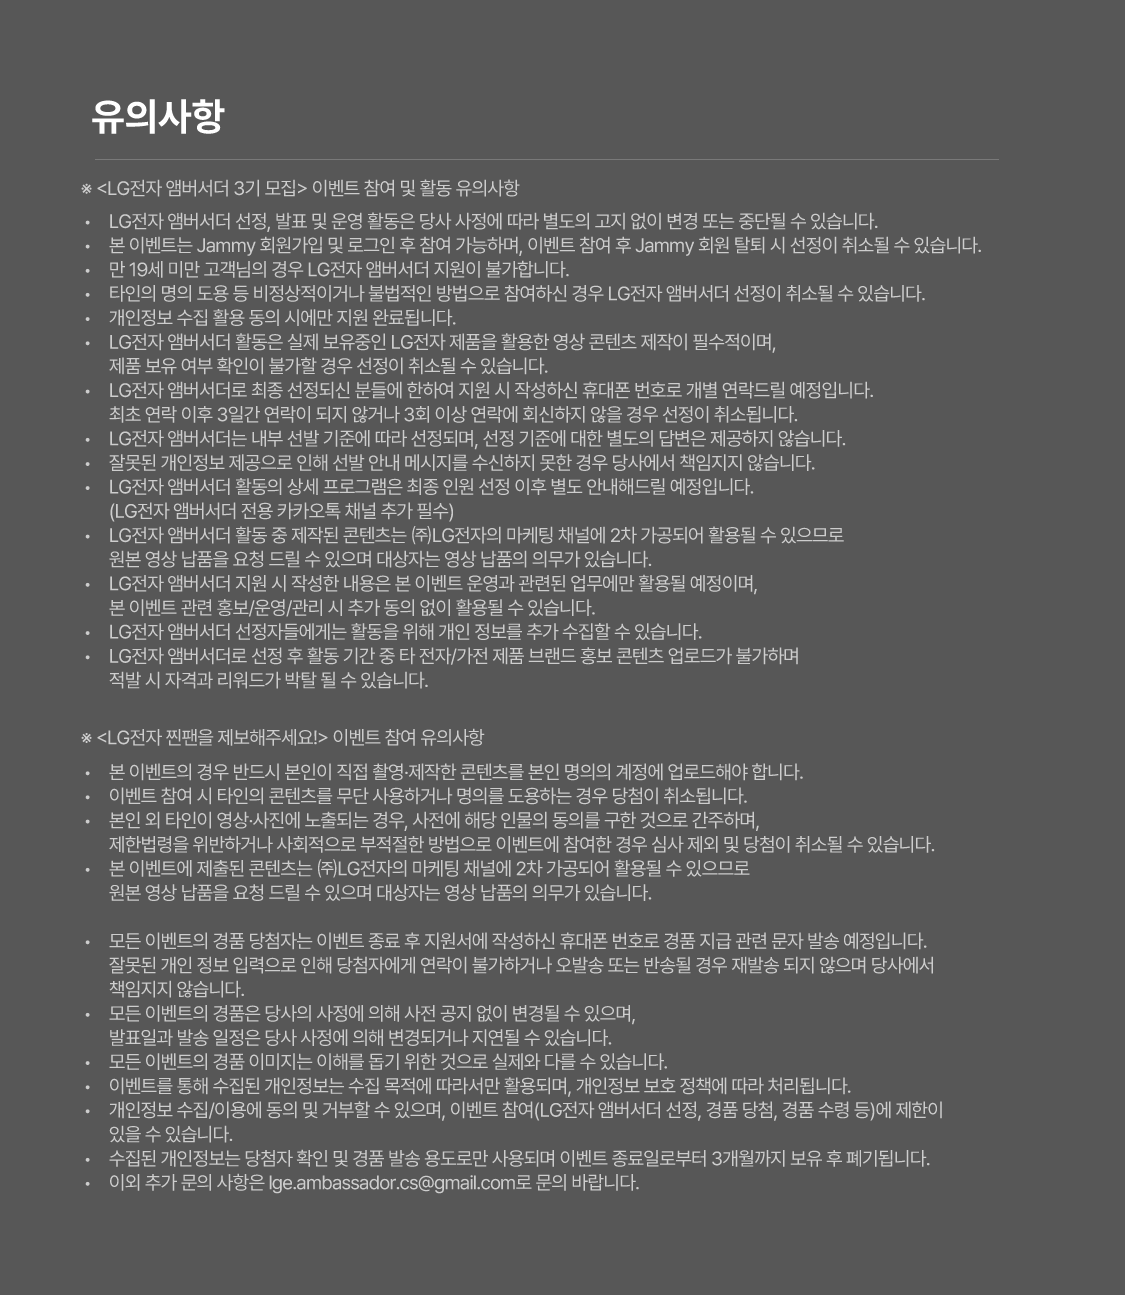 유의사항
※ <LG전자 앰버서더 3기 모집> 이벤트 참여 및 활동 유의사항
• LG전자 앰버서더 선정, 발표 및 운영 활동은 당사 사정에 따라 별도의 고지 없이 변경 또는 중단될 수 있습니다.
• 본 이벤트는 Jammy 회원가입 및 로그인 후 참여 가능하며, 이벤트 참여 후 Jammy 회원 탈퇴 시 선정이 취소될 수 있습니다.
• 만 19세 미만 고객님의 경우 LG전자 앰버서더 지원이 불가합니다.
• 타인의 명의 도용 등 비정상적이거나 불법적인 방법으로 참여하신 경우 LG전자 앰버서더 선정이 취소될 수 있습니다.
• 개인정보 수집 활용 동의 시에만 지원 완료됩니다.
• LG전자 앰버서더 활동은 실제 보유중인 LG전자 제품을 활용한 영상 콘텐츠 제작이 필수적이며,
제품 보유 여부 확인이 불가할 경우 선정이 취소될 수 있습니다.
• LG전자 앰버서더로 최종 선정되신 분들에 한하여 지원 시 작성하신 휴대폰 번호로 개별 연락드릴 예정입니다.
최초 연락 이후 3일간 연락이 되지 않거나 3회 이상 연락에 회신하지 않을 경우 선정이 취소됩니다.
• LG전자 앰버서더는 내부 선발 기준에 따라 선정되며, 선정 기준에 대한 별도의 답변은 제공하지 않습니다.
• 잘못된 개인정보 제공으로 인해 선발 안내 메시지를 수신하지 못한 경우 당사에서 책임지지 않습니다.
• LG전자 앰버서더 활동의 상세 프로그램은 최종 인원 선정 이후 별도 안내해드릴 예정입니다.
(LG전자 앰버서더 전용 카카오톡 채널 추가 필수)
• LG전자 앰버서더 활동 중 제작된 콘텐츠는 ㈜LG전자의 마케팅 채널에 2차 가공되어 활용될 수 있으므로
원본 영상 납품을 요청 드릴 수 있으며 대상자는 영상 납품의 의무가 있습니다.
• LG전자 앰버서더 지원 시 작성한 내용은 본 이벤트 운영과 관련된 업무에만 활용될 예정이며,
본 이벤트 관련 홍보/운영/관리 시 추가 동의 없이 활용될 수 있습니다.
• LG전자 앰버서더 선정자들에게는 활동을 위해 개인 정보를 추가 수집할 수 있습니다.
• LG전자 앰버서더로 선정 후 활동 기간 중 타 전자/가전 제품 브랜드 홍보 콘텐츠 업로드가 불가하며
적발 시 자격과 리워드가 박탈 될 수 있습니다.
※ <LG전자 찐팬을 제보해주세요!> 이벤트 참여 유의사항
• 본 이벤트의 경우 반드시 본인이 직접 촬영·제작한 콘텐츠를 본인 명의의 계정에 업로드해야 합니다.
• 이벤트 참여 시 타인의 콘텐츠를 무단 사용하거나 명의를 도용하는 경우 당첨이 취소됩니다.
• 본인 외 타인이 영상·사진에 노출되는 경우, 사전에 해당 인물의 동의를 구한 것으로 간주하며,
제한법령을 위반하거나 사회적으로 부적절한 방법으로 이벤트에 참여한 경우 심사 제외 및 당첨이 취소될 수 있습니다.
• 본 이벤트에 제출된 콘텐츠는 ㈜LG전자의 마케팅 채널에 2차 가공되어 활용될 수 있으므로
원본 영상 납품을 요청 드릴 수 있으며 대상자는 영상 납품의 의무가 있습니다.
• 모든 이벤트의 경품 당첨자는 이벤트 종료 후 지원서에 작성하신 휴대폰 번호로 경품 지급 관련 문자 발송 예정입니다.
잘못된 개인 정보 입력으로 인해 당첨자에게 연락이 불가하거나 오발송 또는 반송될 경우 재발송 되지 않으며 당사에서
책임지지 않습니다.
• 모든 이벤트의 경품은 당사의 사정에 의해 사전 공지 없이 변경될 수 있으며,
발표일과 발송 일정은 당사 사정에 의해 변경되거나 지연될 수 있습니다.
• 모든 이벤트의 경품 이미지는 이해를 돕기 위한 것으로 실제와 다를 수 있습니다.
• 이벤트를 통해 수집된 개인정보는 수집 목적에 따라서만 활용되며, 개인정보 보호 정책에 따라 처리됩니다.
• 개인정보 수집/이용에 동의 및 거부할 수 있으며, 이벤트 참여(LG전자 앰버서더 선정, 경품 당첨, 경품 수령 등)에 제한이
있을 수 있습니다.
• 수집된 개인정보는 당첨자 확인 및 경품 발송 용도로만 사용되며 이벤트 종료일로부터 3개월까지 보유 후 폐기됩니다.
• 이외 추가 문의 사항은 lge.ambassador.cs@gmail.com로 문의 바랍니다.